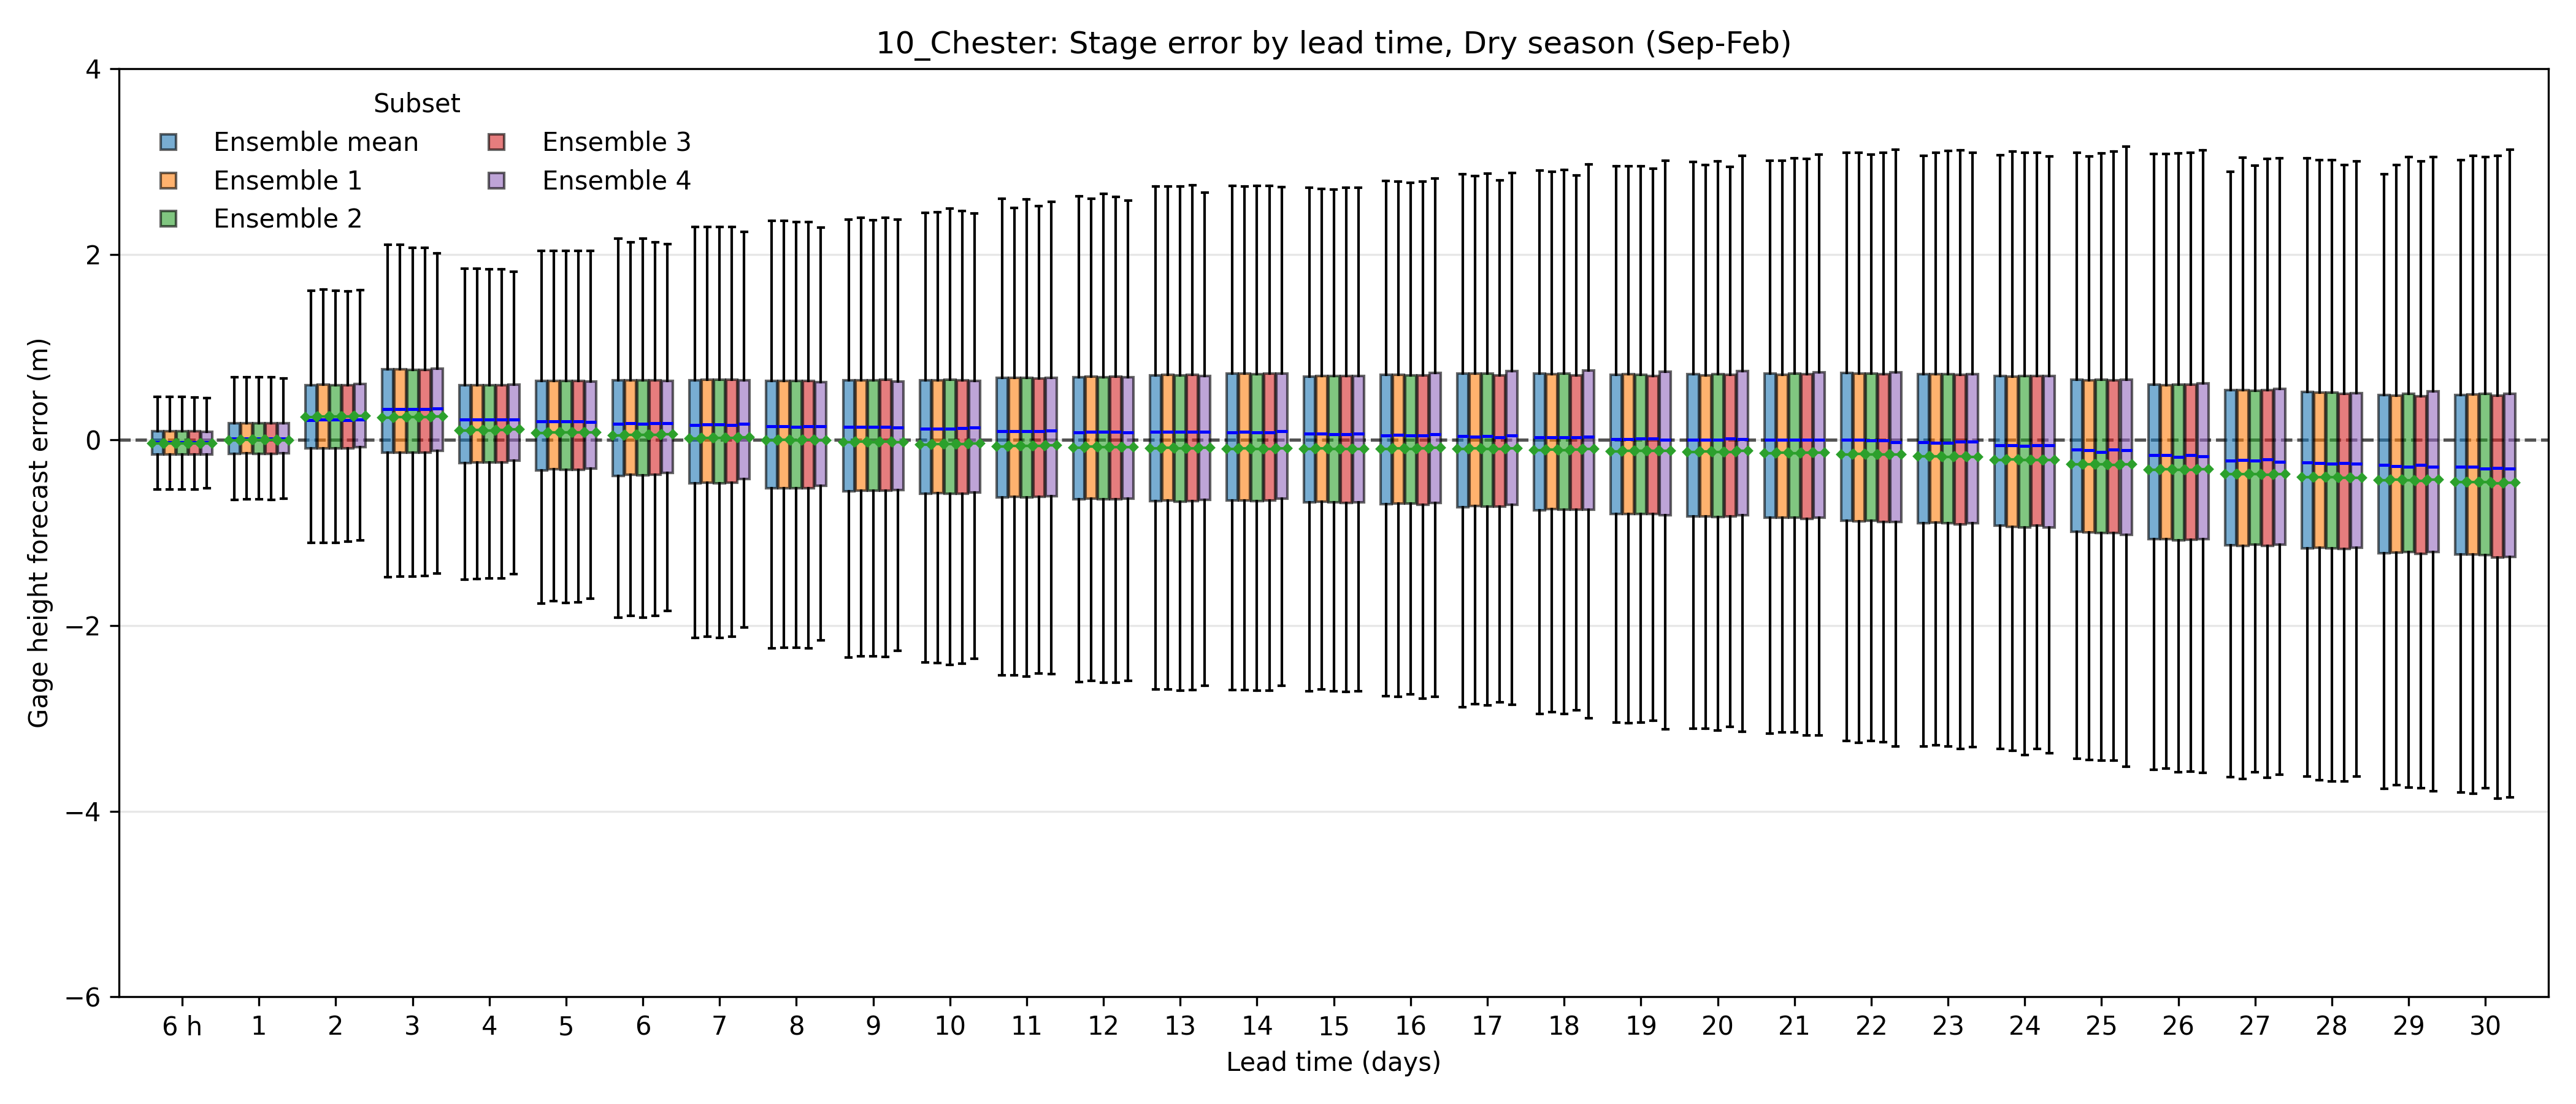 10_Chester: Stage error by lead time, Dry season (Sep-Feb)
Gage height forecast error (m)
4
2
0
−2
−4
−6
Subset
Ensemble mean
Ensemble 1
Ensemble 2
Ensemble 3
Ensemble 4
6 h 1 2 3 4 5 6 7 8 9 10 11 12 13 14 15 16 17 18 19 20 21 22 23 24 25 26 27 28 29 30
Lead time (days)